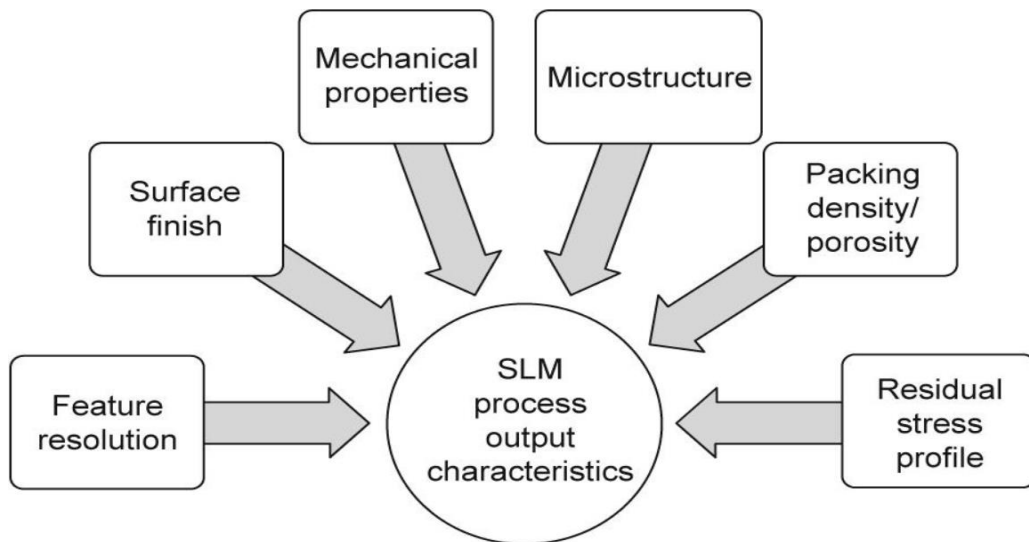 Mechanical
properties
Microstructure
Surface
finish
Packing
density/
porosity
Feature
resolution
SLM
process
output
characteristics
Residual
stress
profile